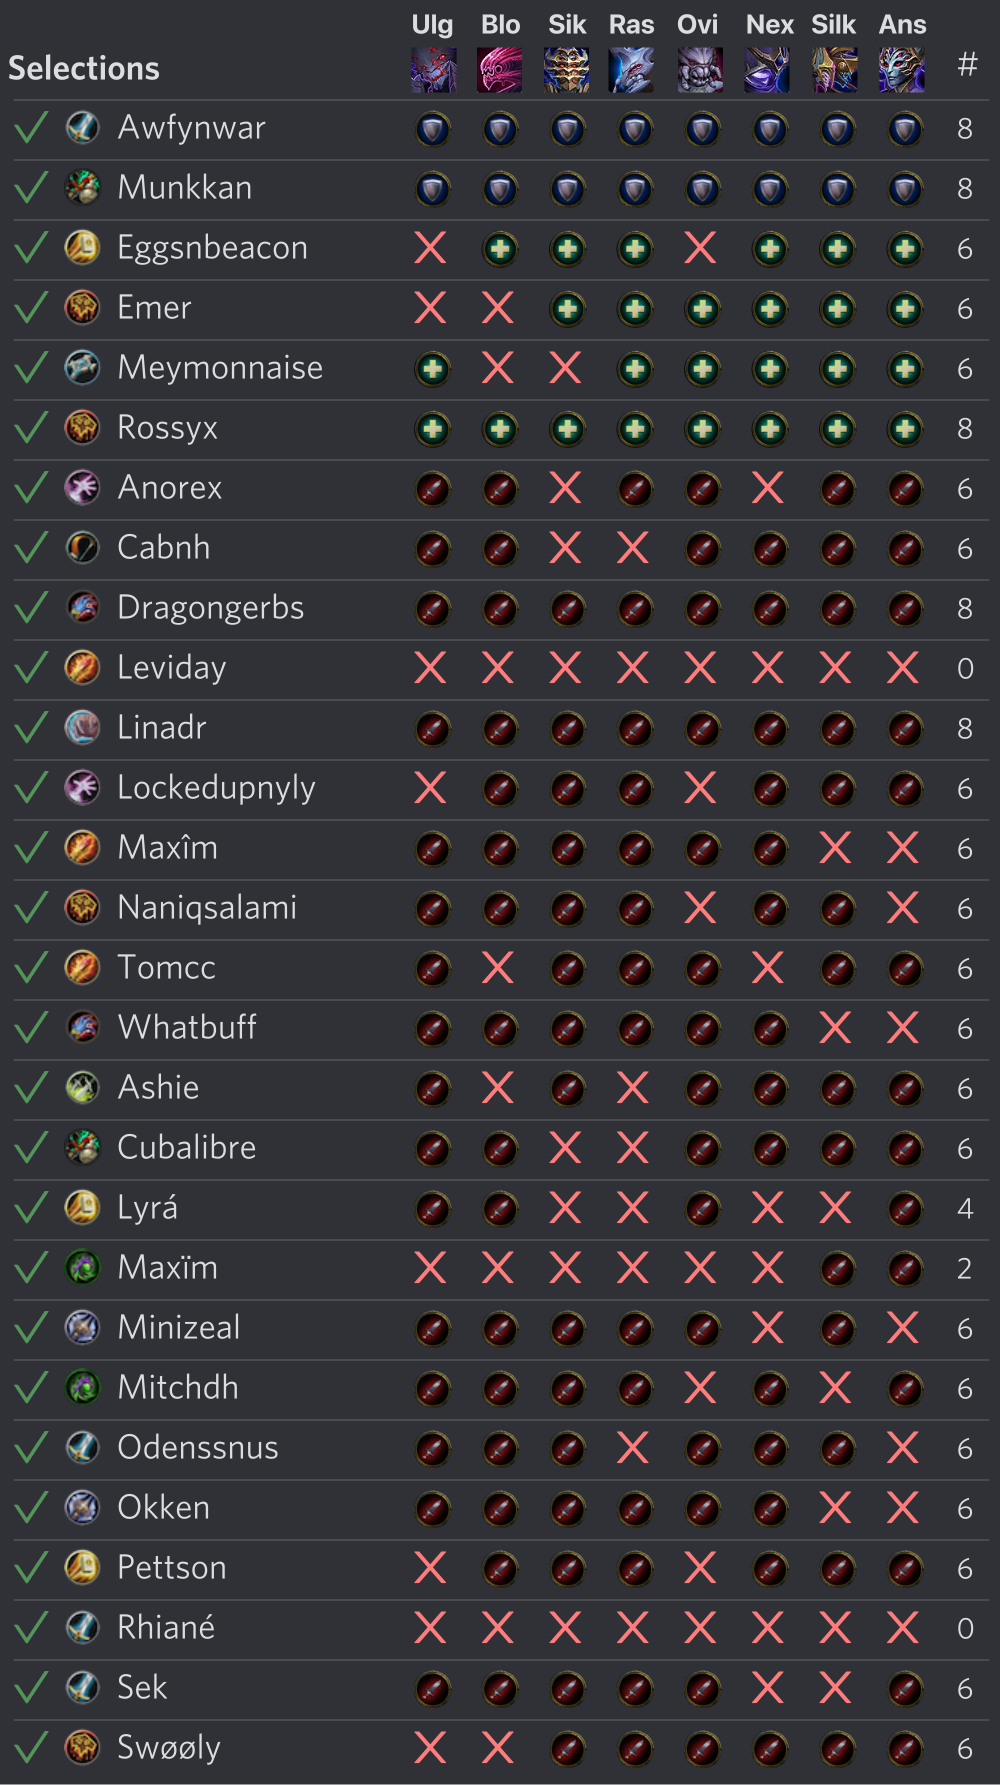 Ulg Blo Sik Ras Ovi Nex Silk Ans
Selections #
Awfynwar 8
Munkkan 8
Eggsnbeacon 6
Emer 6
Meymonnaise 6
Rossyx 8
Anorex 6
Cabnh 6
Dragongerbs 8
Leviday 0
Linadr 8
Lockedupnyly 6
Maxîm 6
Naniqsalami 6
Tomcc 6
Whatbuff 6
Ashie 6
Cubalibre 6
Lyrá 4
Maxïm 2
Minizeal 6
Mitchdh 6
Odenssnus 6
Okken 6
Pettson 6
Rhiané 0
Sek 6
Swøøly 6